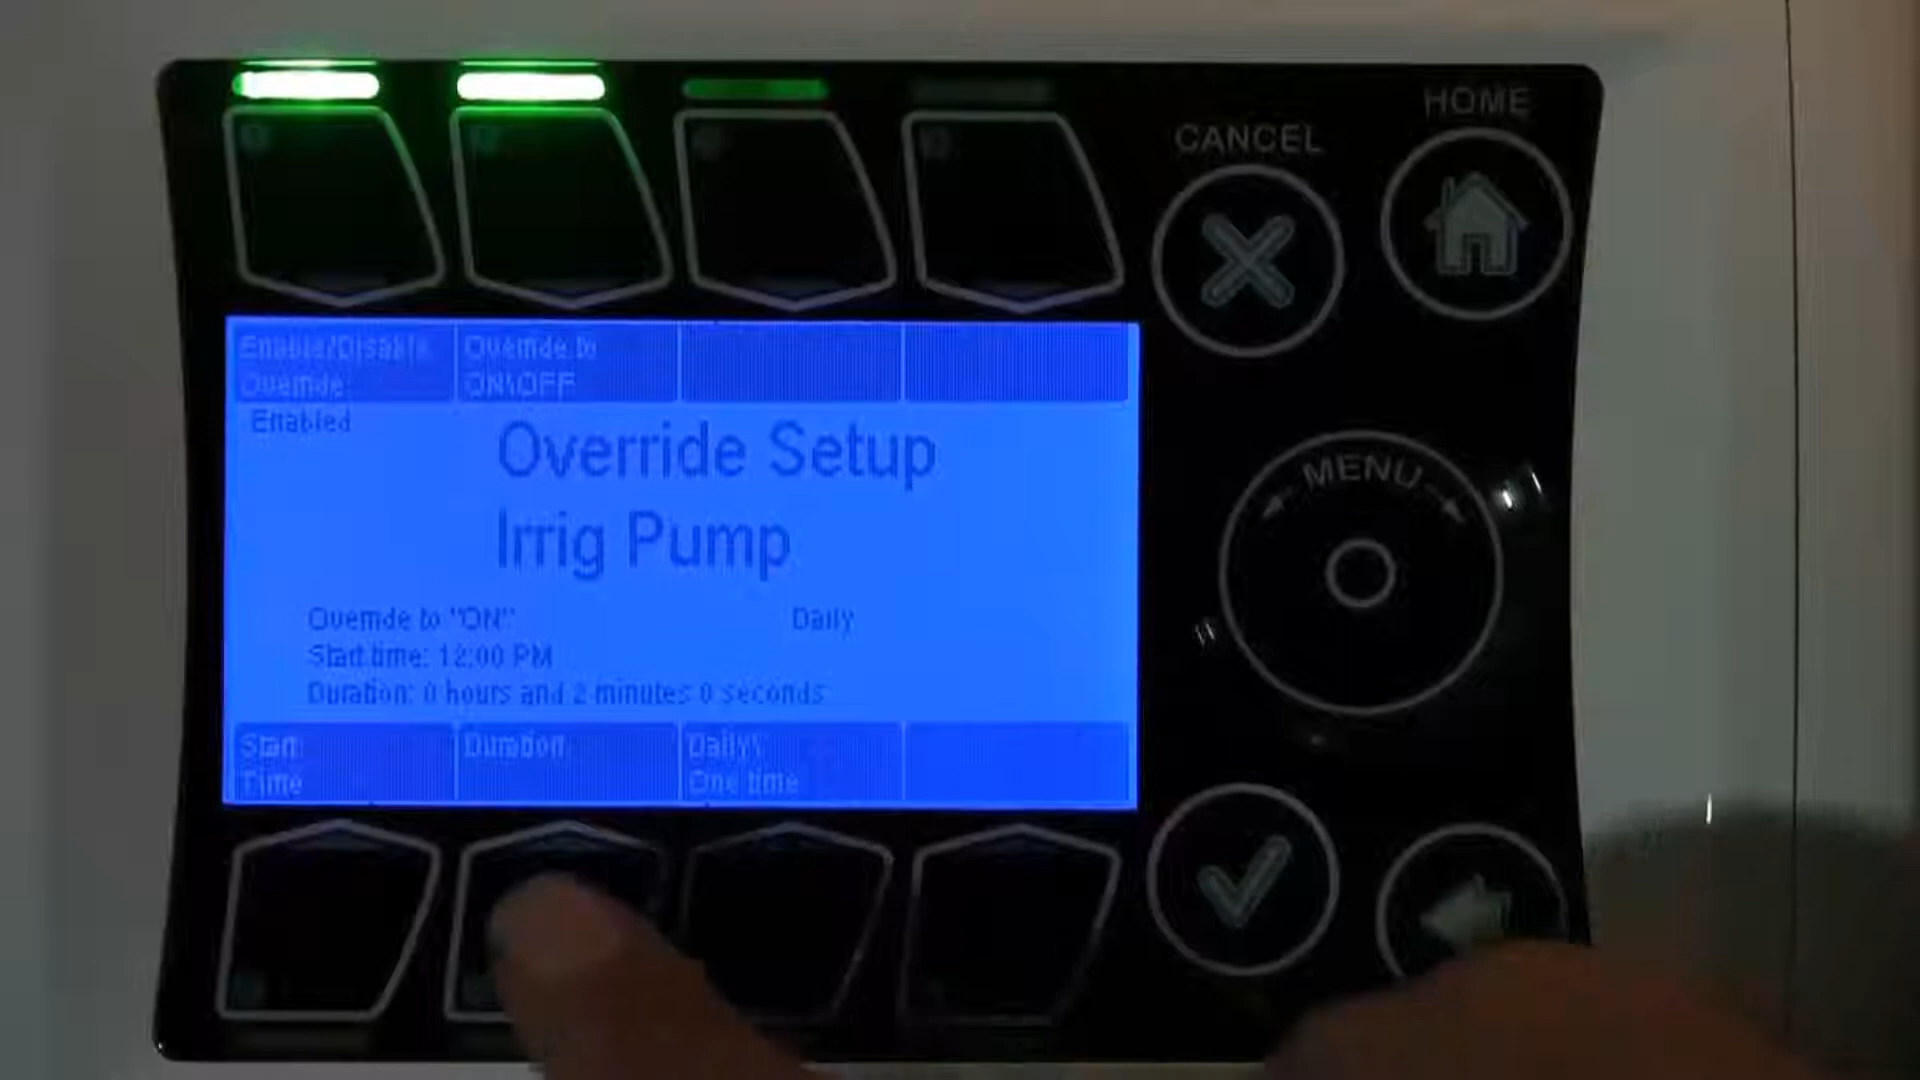 HOME
CANCEL
Enable/Disable
Override
Override to
ON\OFF
Enabled
Override Setup
Irrig Pump
MENU
Override to "ON"
Daily
Start time: 12:00 PM
Duration: 0 hours and 2 minutes 0 seconds
Start
Time
Duration
Daily\
One time